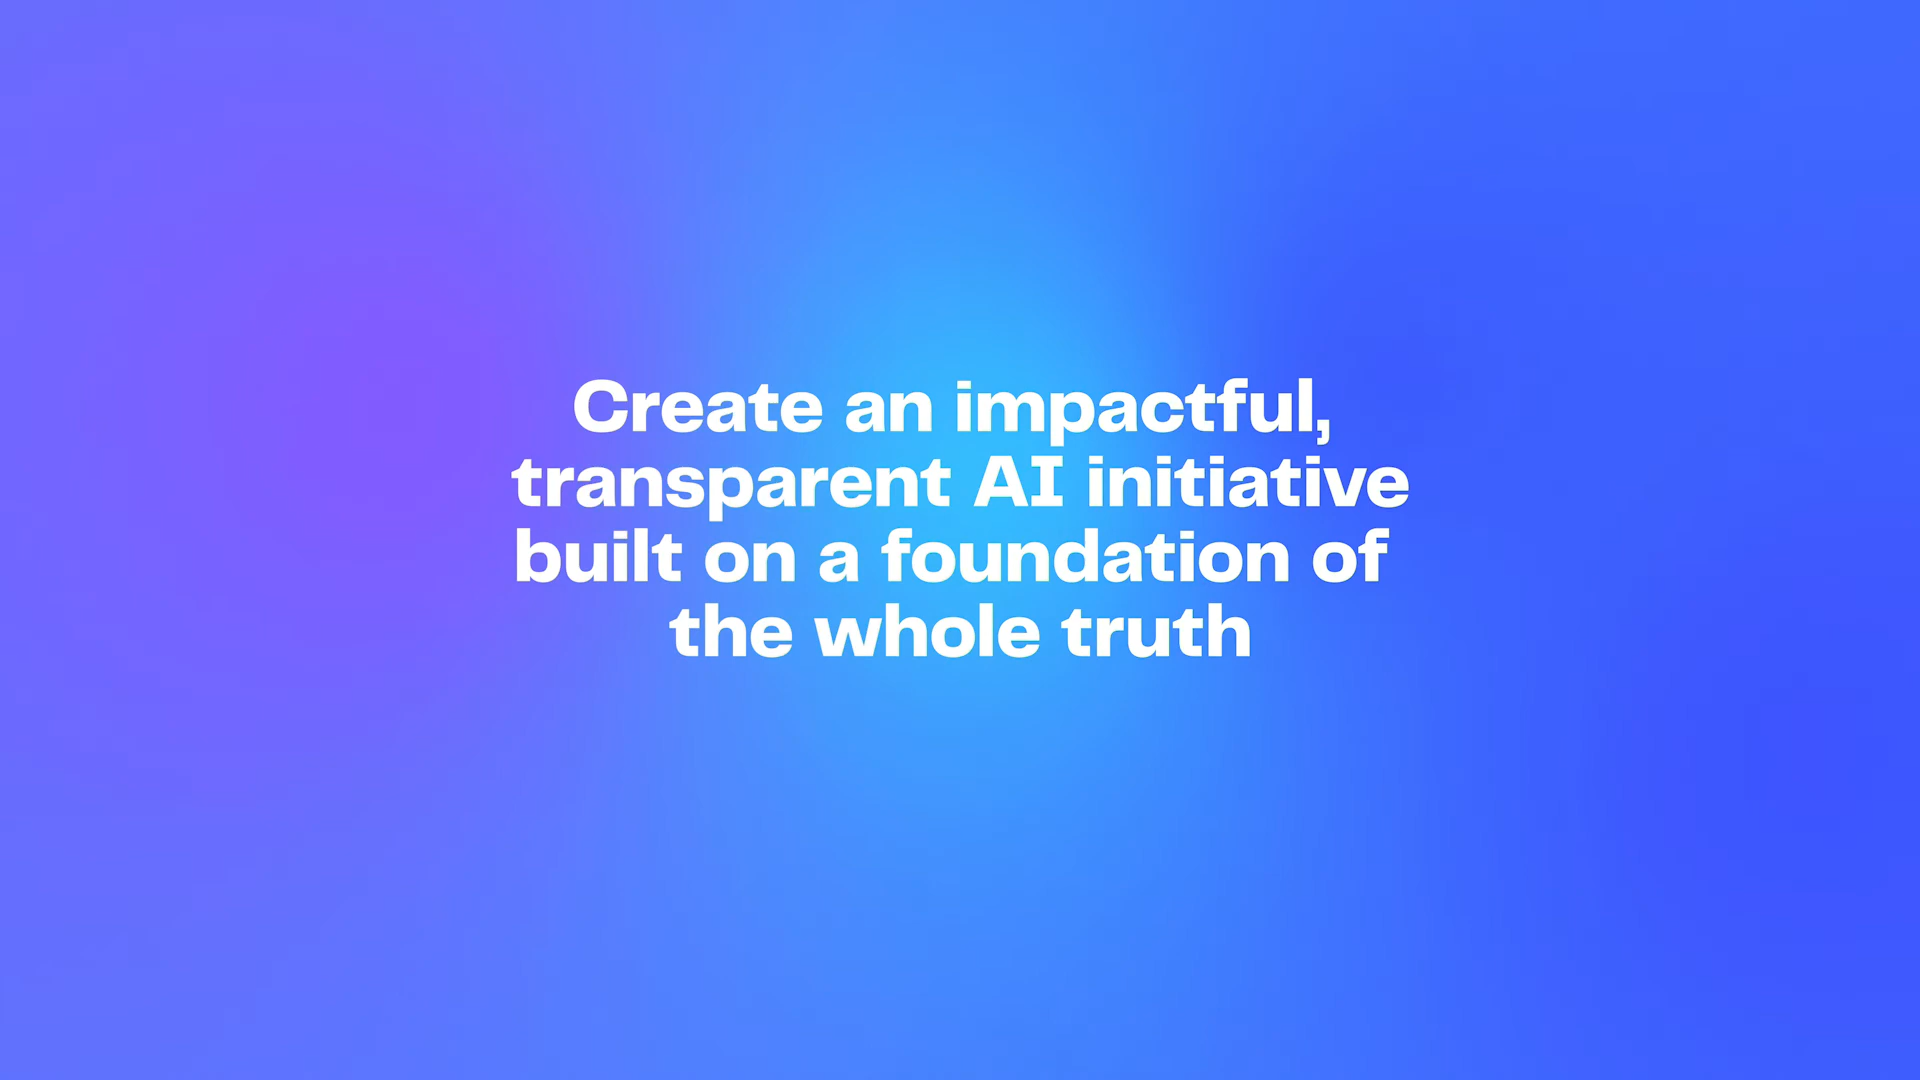 Create an impactful,
transparent AI initiative
built on a foundation of
the whole truth